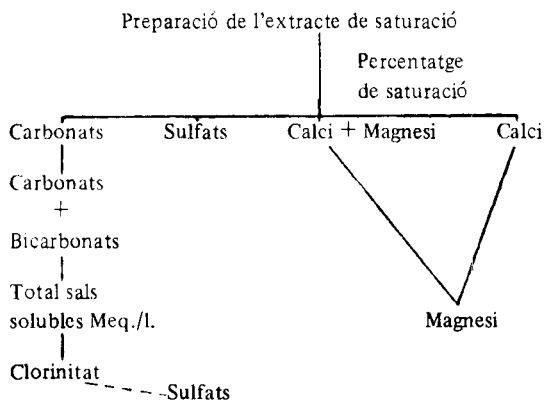 Preparació de l'extracte de saturació
Percentatge
de saturació
Carbonats Sulfats Calci + Magnesi Calci
Carbonats
+
Bicarbonats
Total sals
solubles Meq./l.
Magnesi
Clorinitat
Sulfats